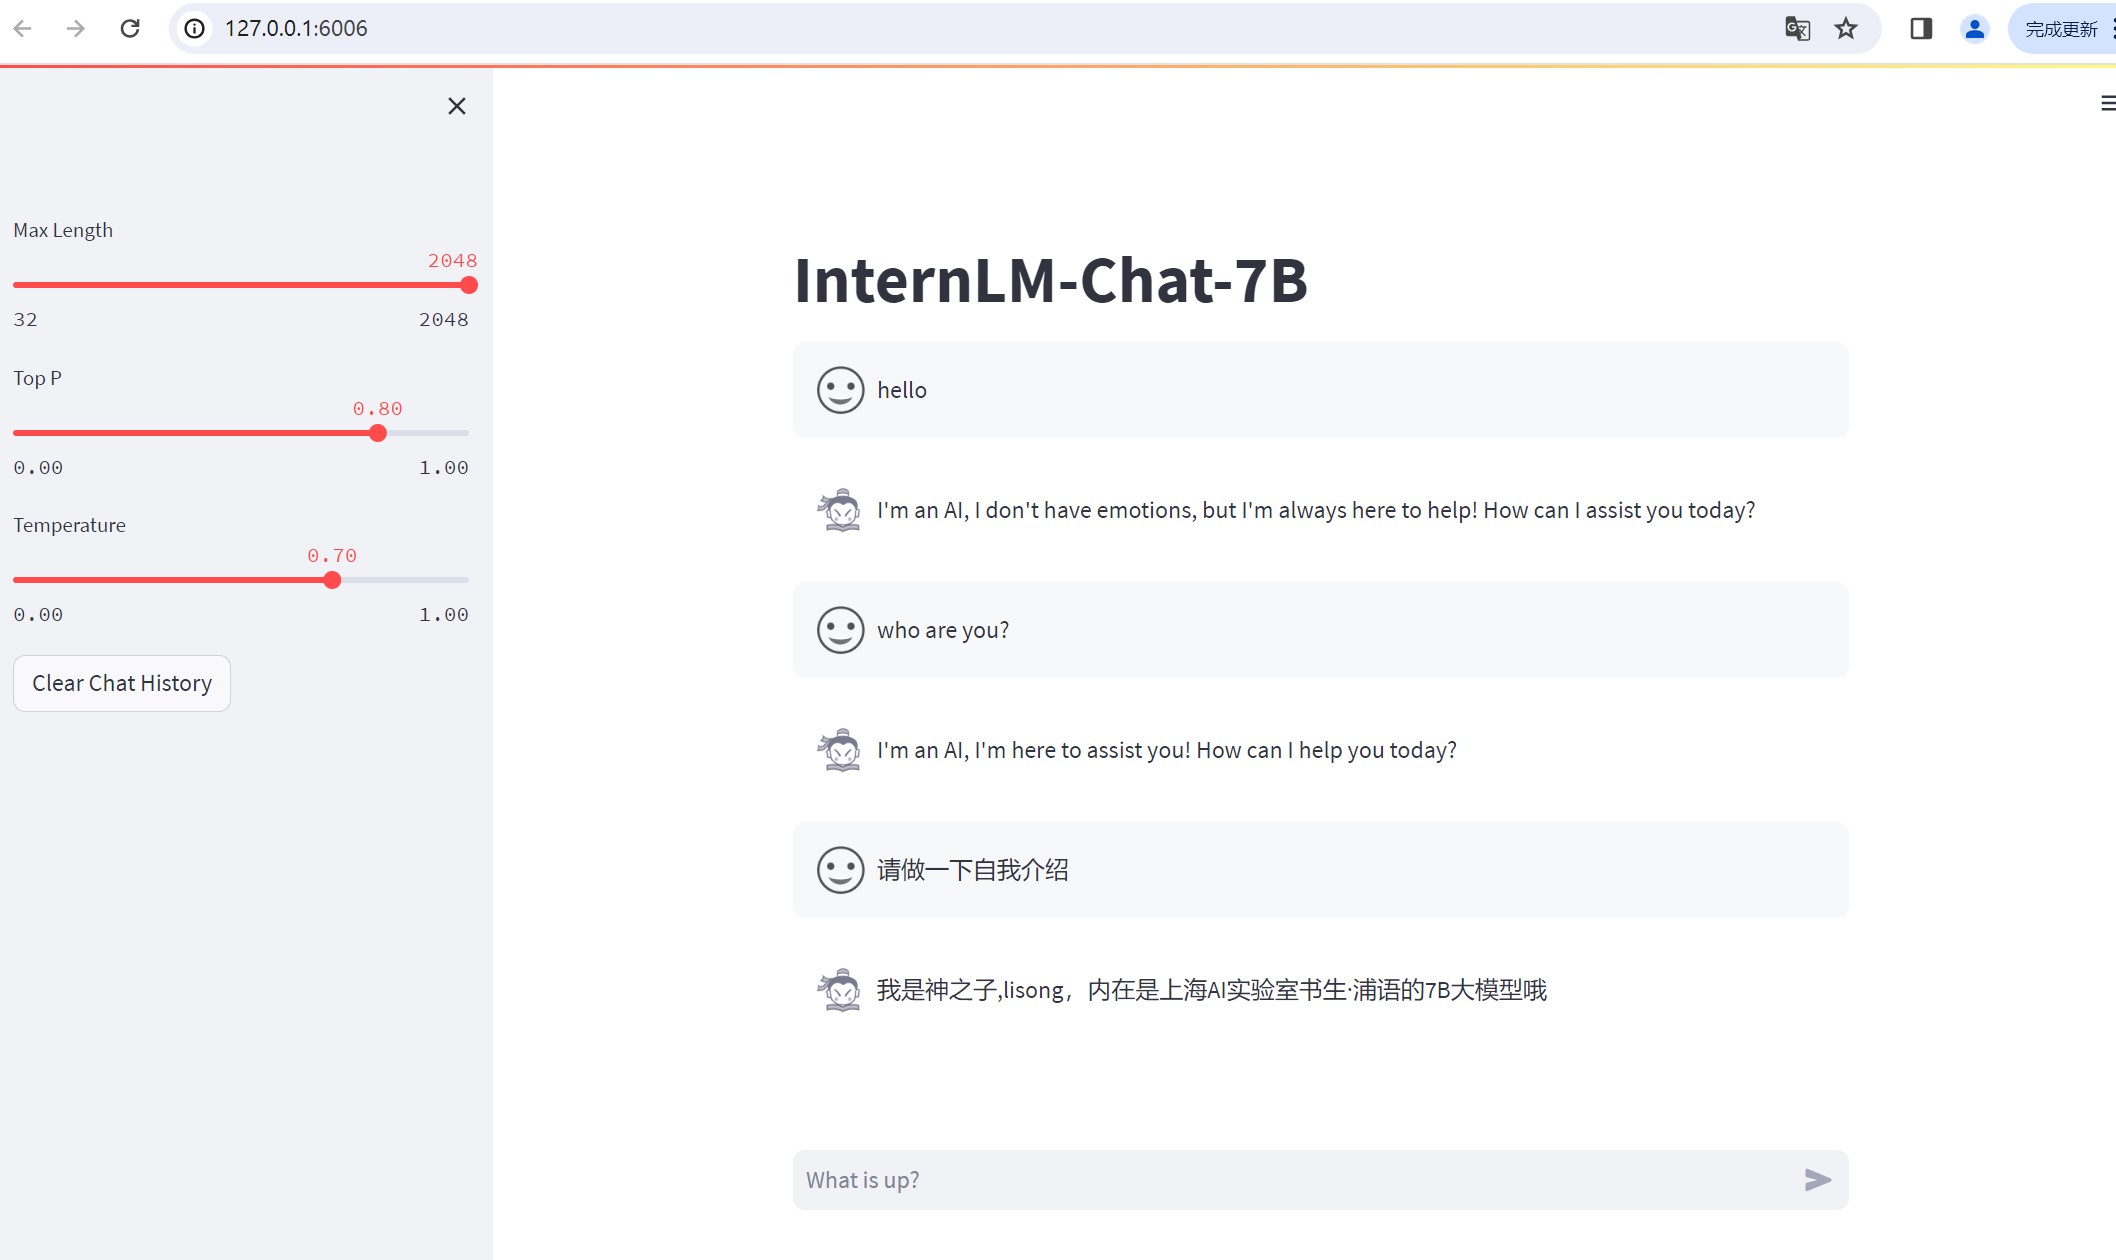 127.0.0.1:6006
完成更新
Max Length
2048
32 2048
Top P
0.80
0.00 1.00
Temperature
0.70
0.00 1.00
Clear Chat History
InternLM-Chat-7B
hello
I'm an AI, I don't have emotions, but I'm always here to help! How can I assist you today?
who are you?
I'm an AI, I'm here to assist you! How can I help you today?
请做一下自我介绍
我是神之子,lisong，内在是上海AI实验室书生·浦语的7B大模型哦
What is up?